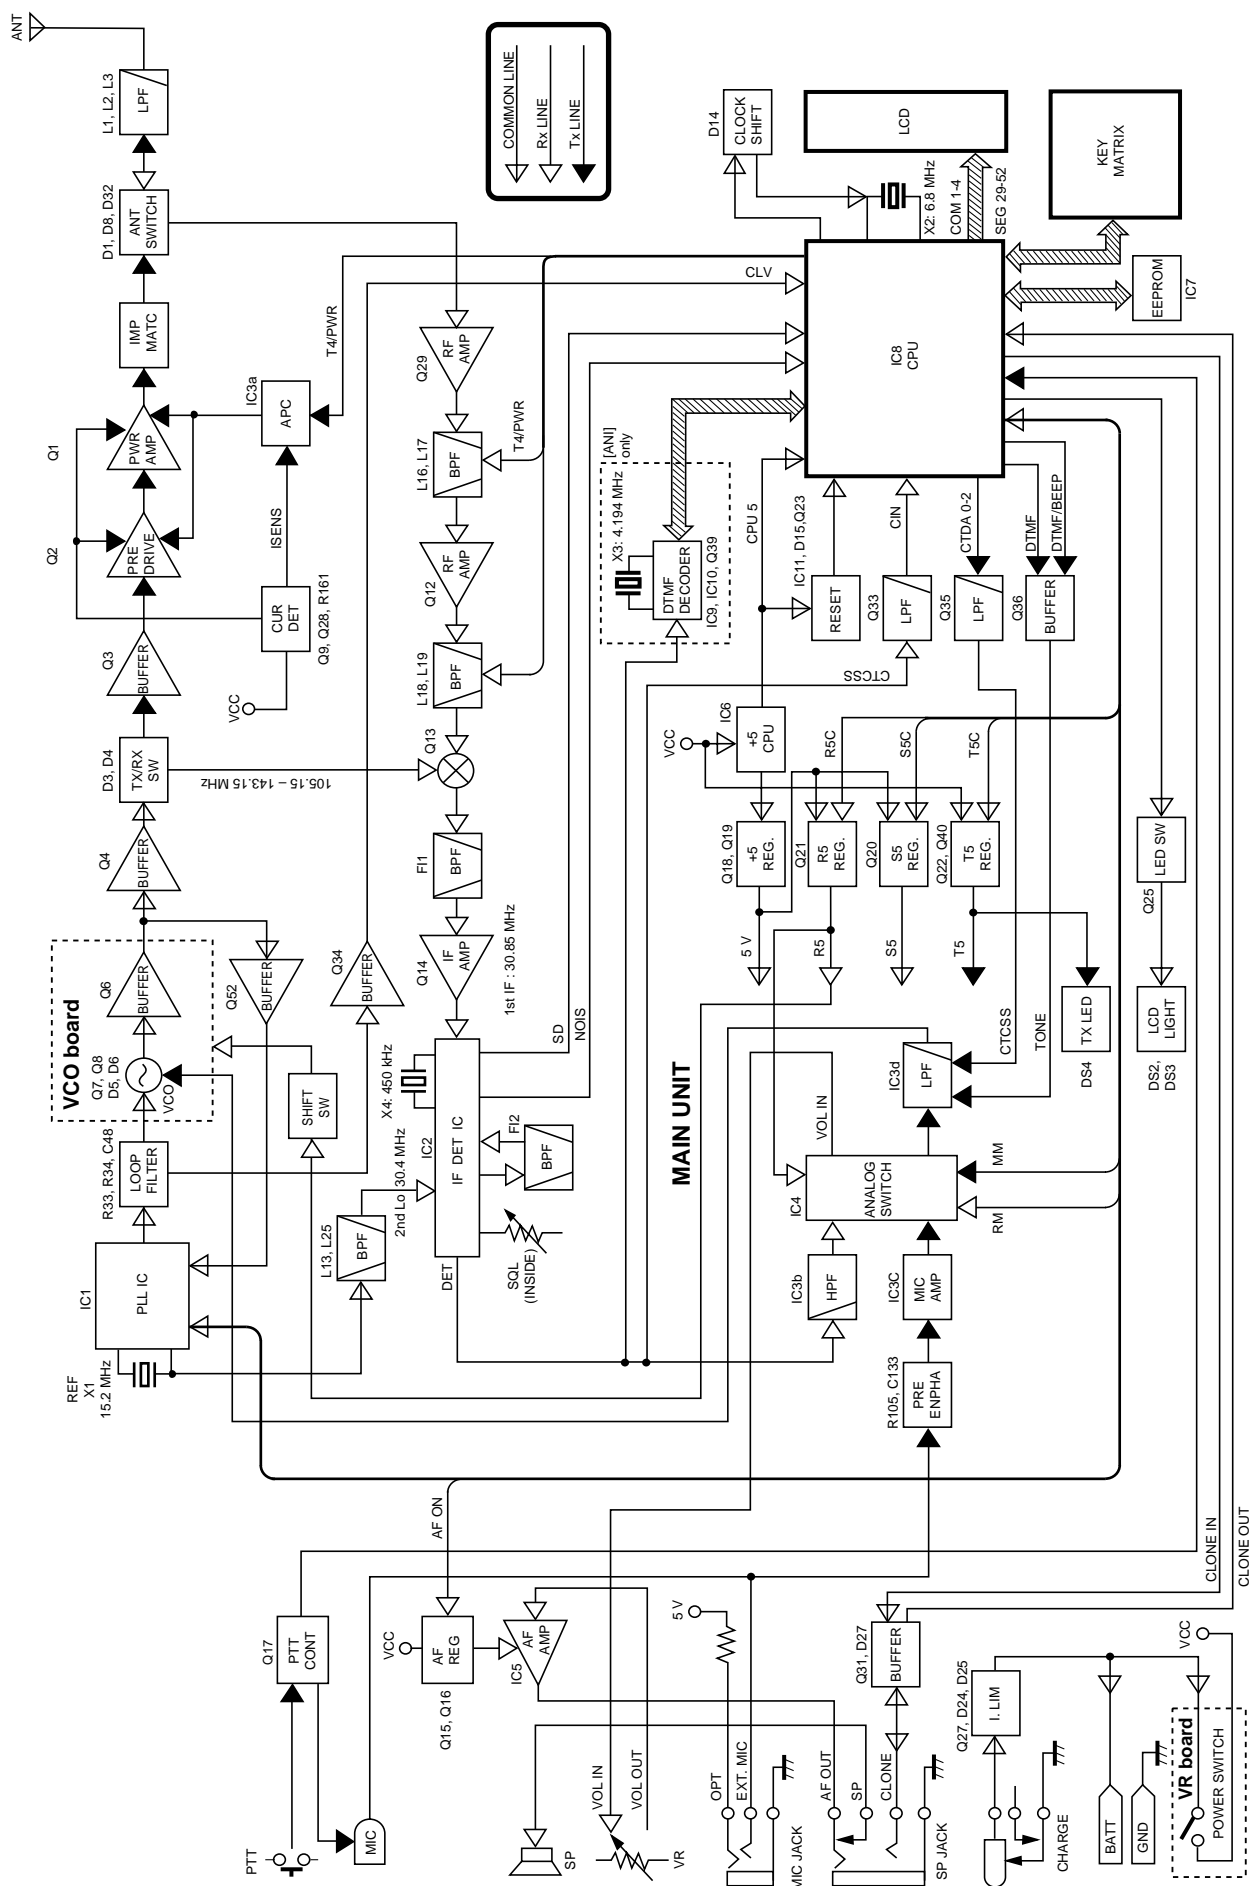 ANT
L1, L2, L3
LPF
D1, D8, D32
ANT
SWITCH
IMP
MATC
Q1
PWR
AMP
IC3a
APC
T4/PWR
Q2
PRE
DRIVE
ISENS
CUR
DET
Q9, Q28, R161
VCC
Q3
BUFFER
D3, D4
TX/RX
SW
105.15 – 143.15 MHz
Q4
BUFFER
VCO board
Q6
BUFFER
Q7, Q8
D5, D6
VCO
Q52
BUFFER
SHIFT
SW
R33, R34, C48
LOOP
FILTER
IC1
PLL IC
REF
X1
15.2 MHz
COMMON LINE
Rx LINE
Tx LINE
CLV
Q29
RF
AMP
L16, L17
BPF
T4/PWR
Q12
RF
AMP
L18, L19
BPF
Q13
FI1
BPF
Q14
IF
AMP
1st IF : 30.85 MHz
Q34
BUFFER
X4: 450 kHz
IC2
IF DET IC
2nd Lo 30.4 MHz
L13, L25
BPF
FI2
BPF
SQL
(INSIDE)
DET
SD
NOIS
[ANI]
only
X3: 4.194 MHz
DTMF
DECODER
IC9, IC10, Q39
D14
CLOCK
SHIFT
X2: 6.8 MHz
LCD
COM 1-4
SEG 29-52
KEY
MATRIX
EEPROM
IC7
IC8
CPU
CPU 5
IC11, D15,Q23
RESET
CIN
Q33
LPF
CTCSS
CTDA 0-2
Q35
LPF
DTMF
DTMF/BEEP
Q36
BUFFER
VCC
IC6
+5
CPU
R5C
S5C
T5C
Q18, Q19
+5
REG.
Q21
R5
REG.
Q20
S5
REG.
Q22, Q40
T5
REG.
5 V
R5
S5
T5
TX LED
DS4
LED SW
Q25
LCD
LIGHT
DS2,
DS3
MAIN UNIT
VOL IN
IC3d
LPF
CTCSS
TONE
IC4
ANALOG
SWITCH
MM
RM
IC3b
HPF
IC3C
MIC
AMP
R105, C133
PRE
ENPHA
AF ON
Q17
PTT
CONT
PTT
MIC
VCC
AF
REG
Q15, Q16
IC5
AF
AMP
SP
VOL IN
VOL OUT
VR
5 V
OPT
EXT. MIC
MIC JACK
AF OUT
SP
CLONE
SP JACK
Q31, D27
BUFFER
CLONE IN
CLONE OUT
Q27, D24, D25
I. LIM
CHARGE
BATT
GND
VCC
VR board
POWER SWITCH